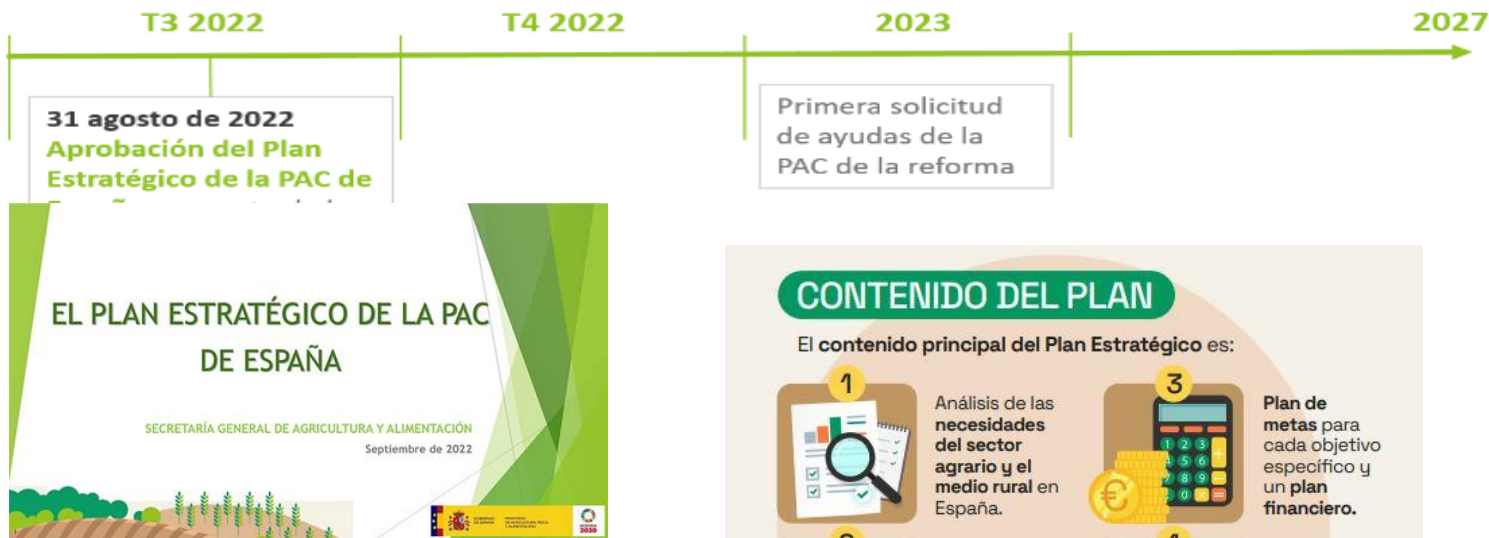 T3 2022
T4 2022
2023
2027
31 agosto de 2022
Aprobación del Plan
Estratégico de la PAC de
Primera solicitud
de ayudas de la
PAC de la reforma
EL PLAN ESTRATÉGICO DE LA PAC
DE ESPAÑA
SECRETARÍA GENERAL DE AGRICULTURA Y ALIMENTACIÓN
Septiembre de 2022
CONTENIDO DEL PLAN
El contenido principal del Plan Estratégico es:
1
Análisis de las
necesidades
del sector
agrario y el
medio rural en
España.
3
Plan de
metas para
cada objetivo
específico y
un plan
financiero.